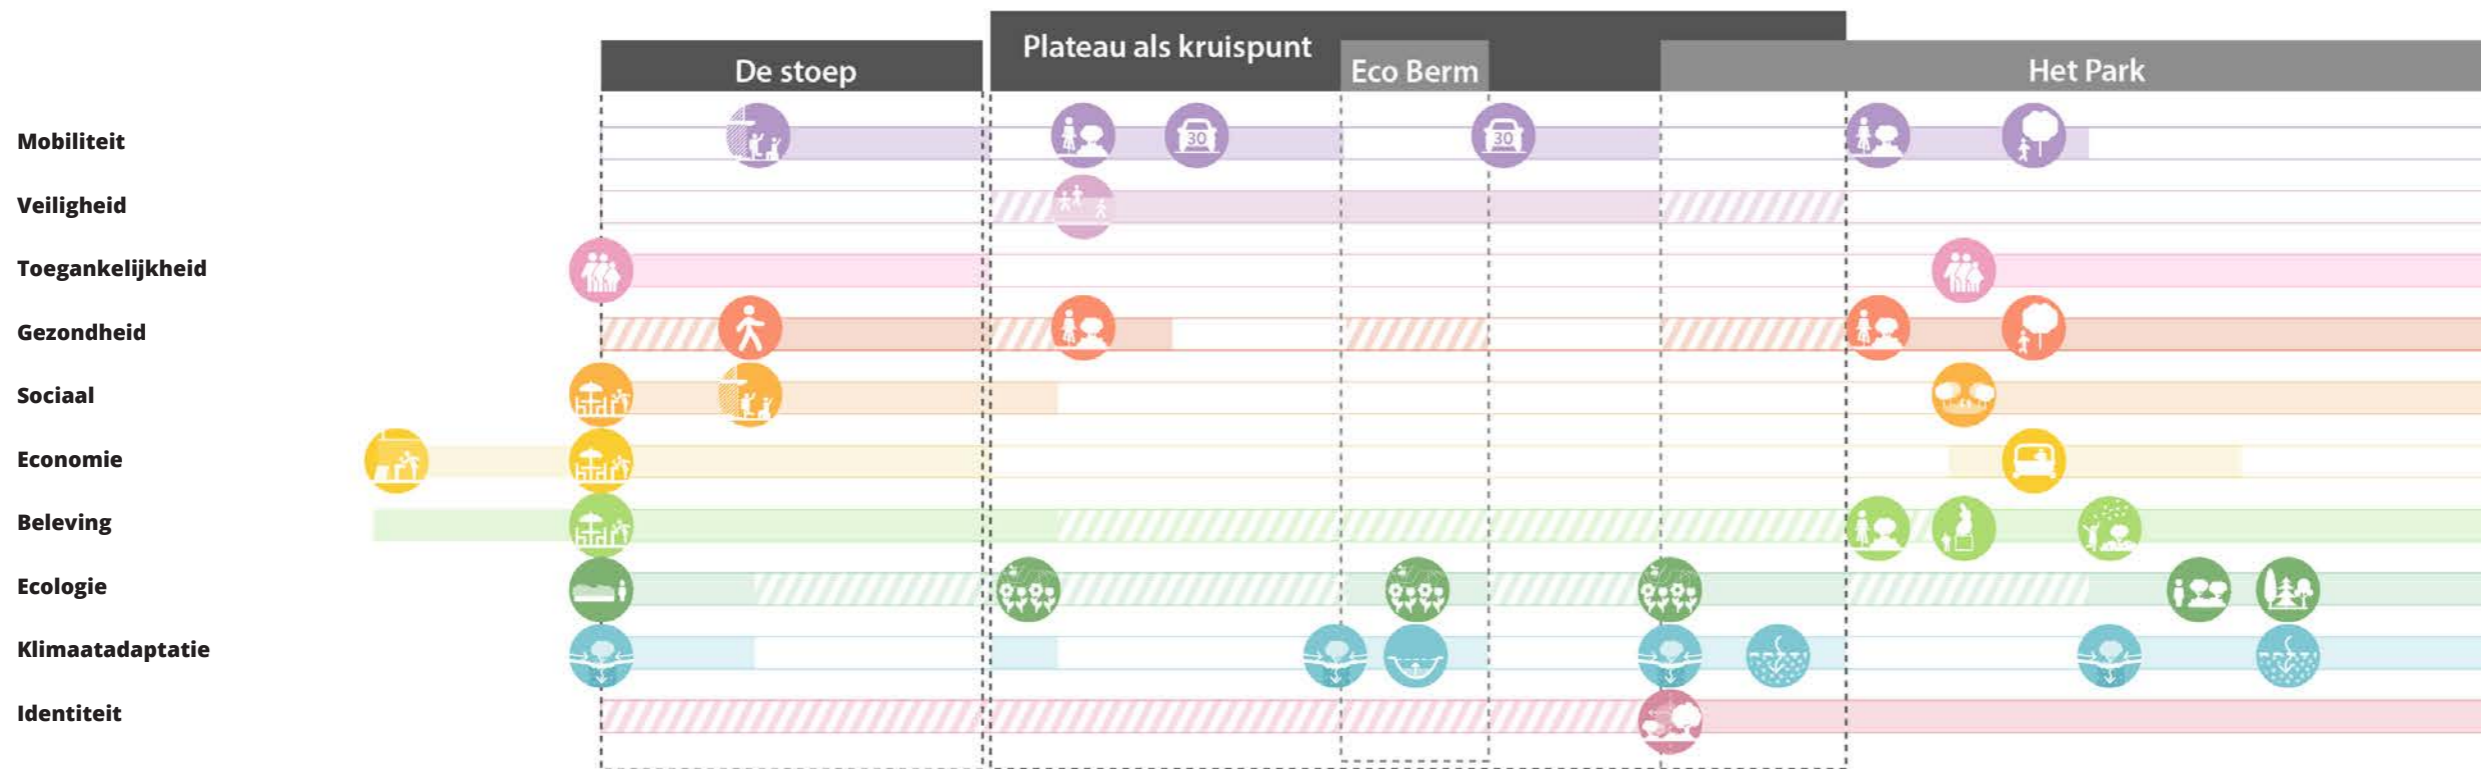 Plateau als kruispunt
De stoep
Eco Berm
Het Park
Mobiliteit
30
30
Veiligheid
Toegankelijkheid
Gezondheid
Sociaal
Economie
Beleving
Ecologie
Klimaatadaptatie
Identiteit